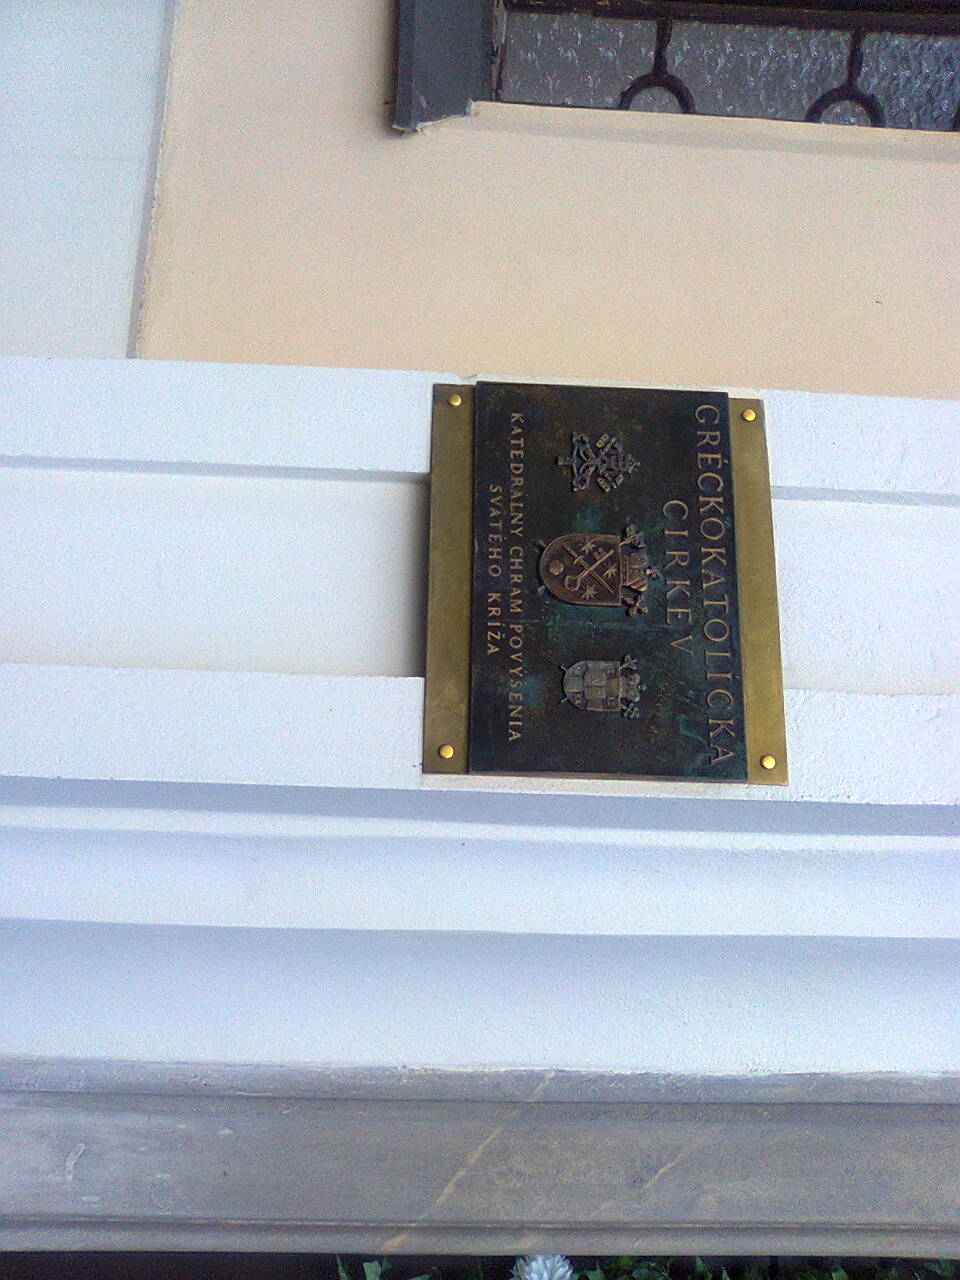 GRÉCKOKATOLÍCKA
CIRKEV
KATEDRÁLNY CHRÁM POVÝŠENIA
SVÄTÉHO KRÍŽA